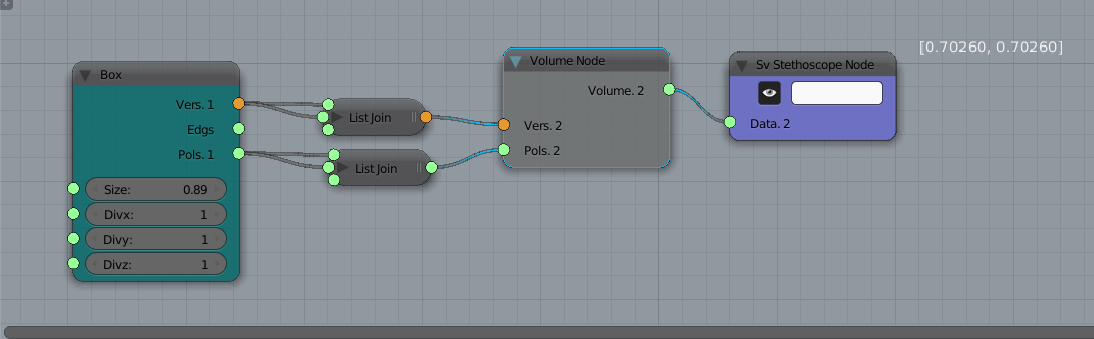 [0.70260, 0.70260]
Box
Vers. 1
Edgs
Pols. 1
Size: 0.89
Divx: 1
Divy: 1
Divz: 1
List Join
List Join
Volume Node
Volume. 2
Vers. 2
Pols. 2
Sv Stethoscope Node
Data. 2